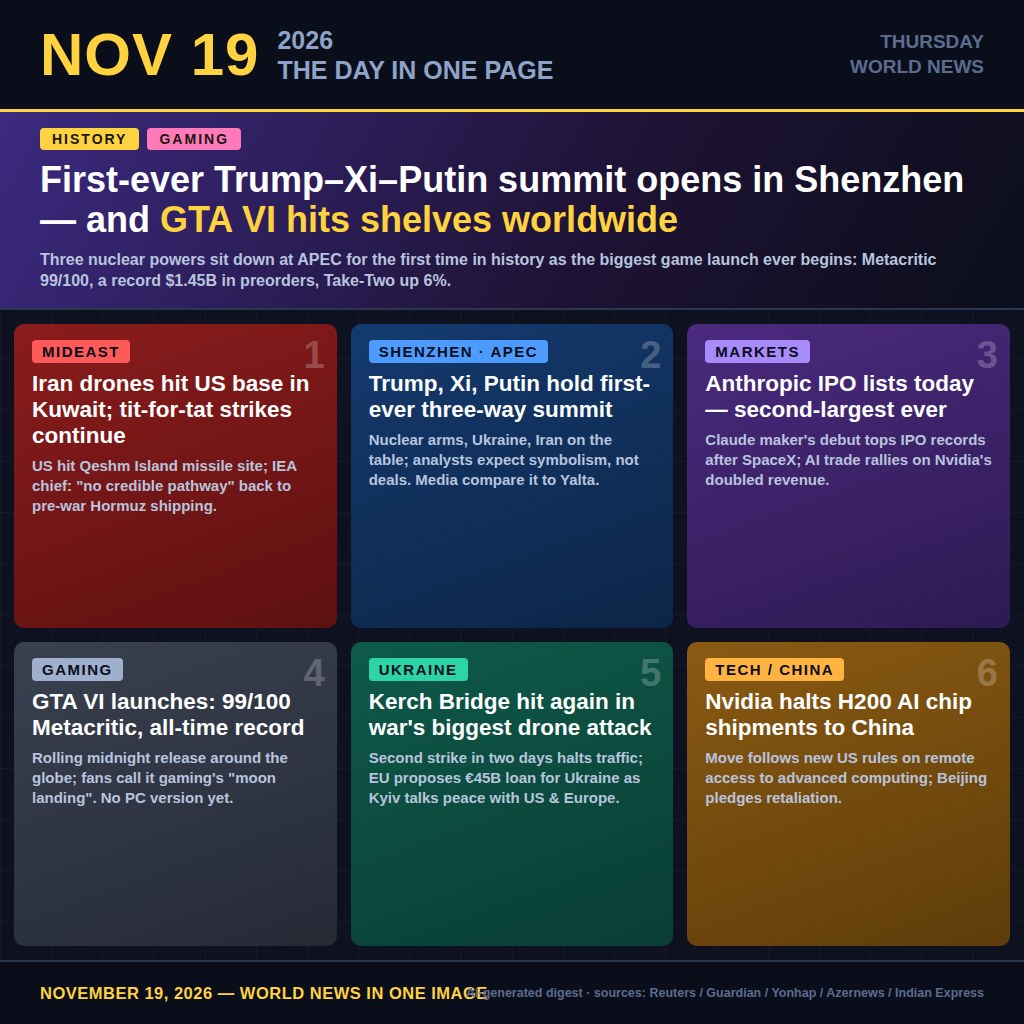 NOV 19
2026
THE DAY IN ONE PAGE
THURSDAY
WORLD NEWS
HISTORY
GAMING
First-ever Trump–Xi–Putin summit opens in Shenzhen
— and GTA VI hits shelves worldwide
Three nuclear powers sit down at APEC for the first time in history as the biggest game launch ever begins: Metacritic
99/100, a record $1.45B in preorders, Take-Two up 6%.
MIDEAST
1
Iran drones hit US base in
Kuwait; tit-for-tat strikes
continue
US hit Qeshm Island missile site; IEA
chief: "no credible pathway" back to
pre-war Hormuz shipping.
SHENZHEN · APEC
2
Trump, Xi, Putin hold first-
ever three-way summit
Nuclear arms, Ukraine, Iran on the
table; analysts expect symbolism, not
deals. Media compare it to Yalta.
MARKETS
3
Anthropic IPO lists today
— second-largest ever
Claude maker's debut tops IPO records
after SpaceX; AI trade rallies on Nvidia's
doubled revenue.
GAMING
4
GTA VI launches: 99/100
Metacritic, all-time record
Rolling midnight release around the
globe; fans call it gaming's "moon
landing". No PC version yet.
UKRAINE
5
Kerch Bridge hit again in
war's biggest drone attack
Second strike in two days halts traffic;
EU proposes €45B loan for Ukraine as
Kyiv talks peace with US & Europe.
TECH / CHINA
6
Nvidia halts H200 AI chip
shipments to China
Move follows new US rules on remote
access to advanced computing; Beijing
pledges retaliation.
NOVEMBER 19, 2026 — WORLD NEWS IN ONE IMAGE
generated digest · sources: Reuters / Guardian / Yonhap / Azernews / Indian Express